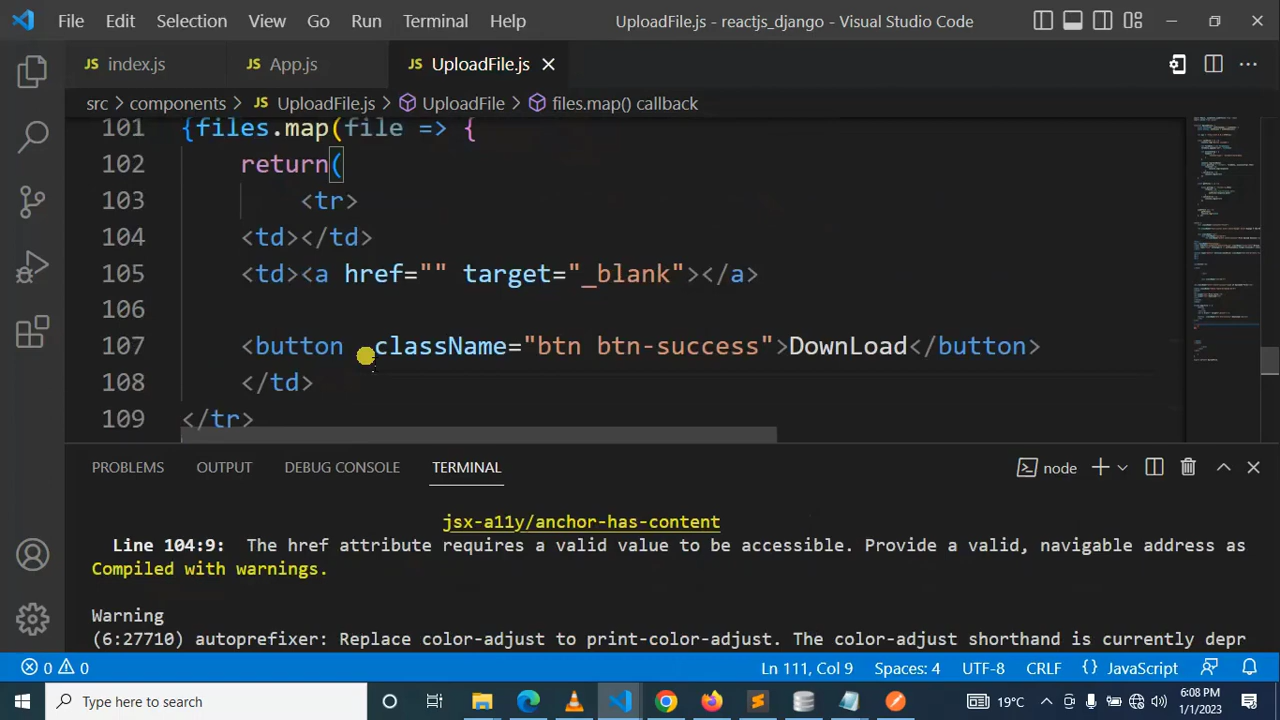 File Edit Selection View Go Run Terminal Help UploadFile.js - reactjs_django - Visual Studio Code
JS index.js JS App.js JS UploadFile.js
src > components > JS UploadFile.js > UploadFile > files.map() callback
101 {files.map(file => {
102 return(
103 <tr>
104 <td></td>
105 <td><a href="" target="_blank"></a>
106
107 <button className="btn btn-success">DownLoad</button>
108 </td>
109 </tr>
PROBLEMS OUTPUT DEBUG CONSOLE TERMINAL node
jsx-a11y/anchor-has-content
Line 104:9: The href attribute requires a valid value to be accessible. Provide a valid, navigable address as
Compiled with warnings.
Warning
(6:27710) autoprefixer: Replace color-adjust to print-color-adjust. The color-adjust shorthand is currently depr
0 0 Ln 111, Col 9 Spaces: 4 UTF-8 CRLF {} JavaScript
Type here to search 19°C 6:08 PM
1/1/2023